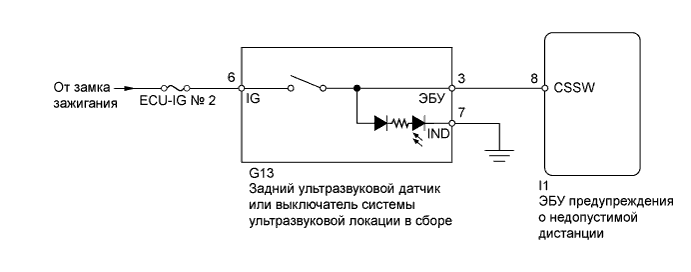 От замка
зажигания
ECU-IG № 2
6
IG
ЭБУ
3
IND
7
8
CSSW
G13
Задний ультразвуковой датчик
или выключатель системы
ультразвуковой локации в сборе
I1
ЭБУ предупреждения
о недопустимой
дистанции